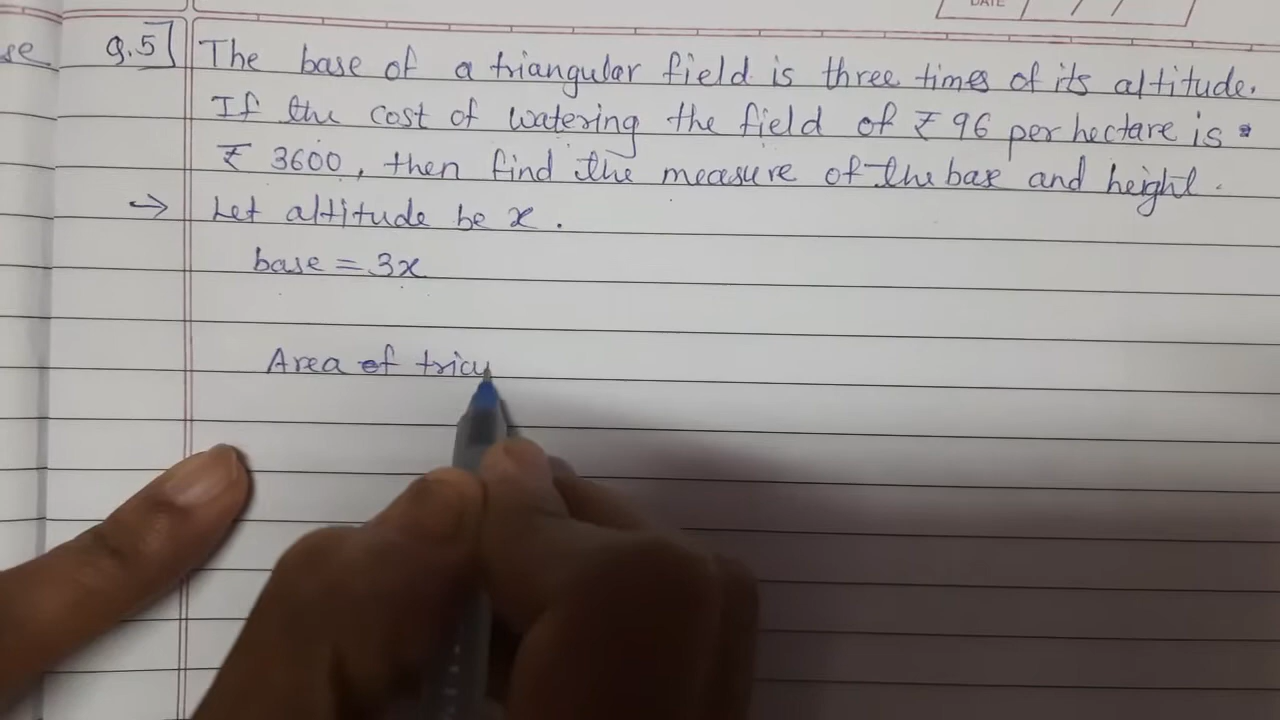 DATE
se
Q.5 The base of a triangular field is three times of its altitude.
If the cost of watering the field of ₹ 96 per hectare is
₹ 3600, then find the measure of the base and height.
→ Let altitude be x.
base = 3x
Area of